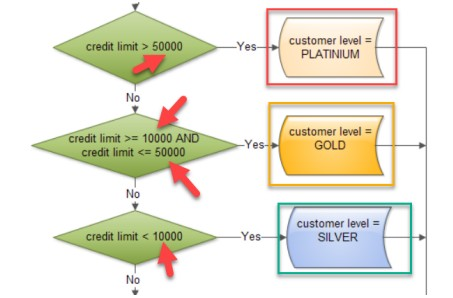 credit limit > 50000
Yes
customer level =
PLATINIUM
No
credit limit >= 10000 AND
credit limit <= 50000
Yes
customer level =
GOLD
No
credit limit < 10000
Yes
customer level =
SILVER
No